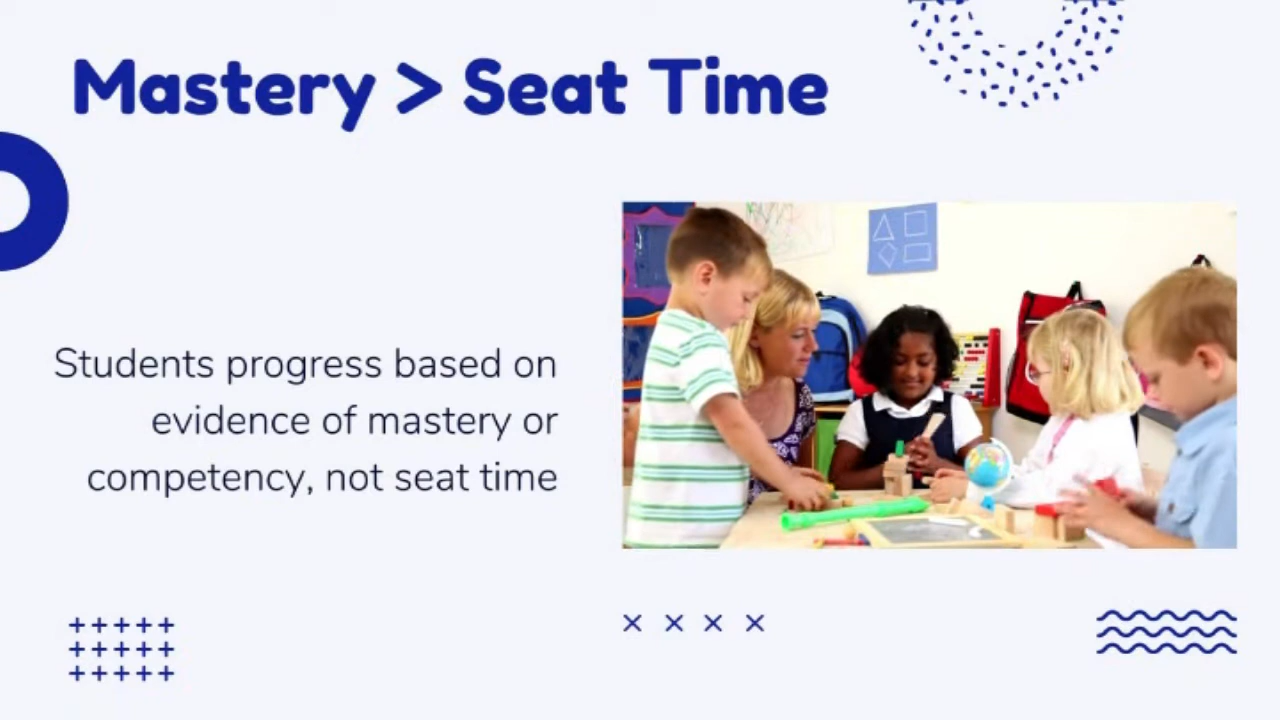 Mastery > Seat Time
Students progress based on
evidence of mastery or
competency, not seat time